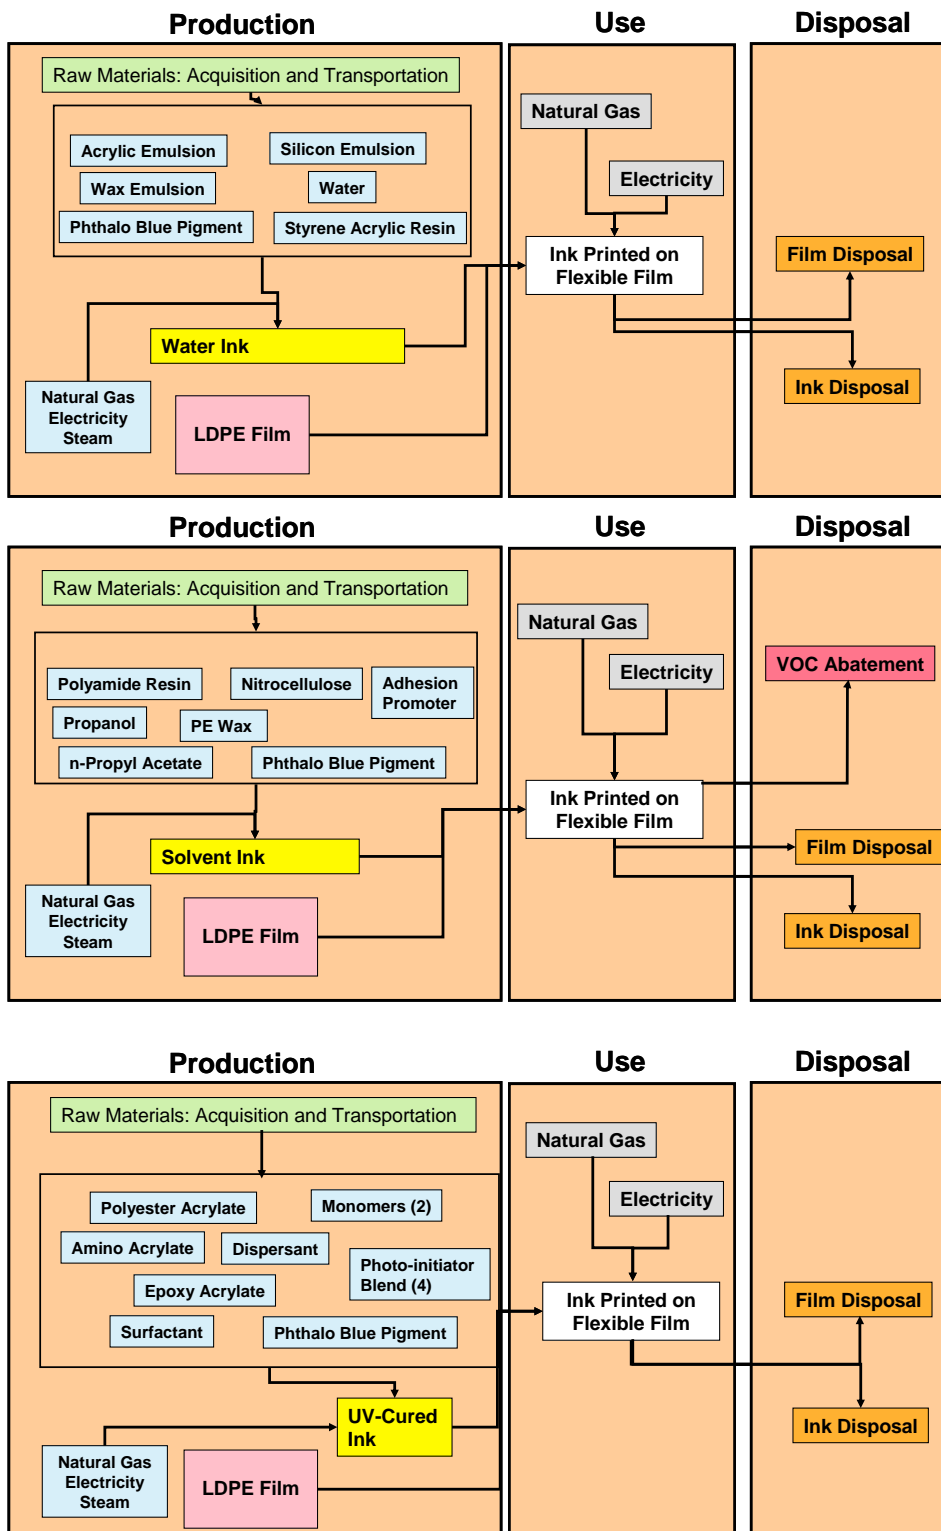 Production
Use
Disposal
Raw Materials: Acquisition and Transportation
Acrylic Emulsion
Silicon Emulsion
Wax Emulsion
Water
Phthalo Blue Pigment
Styrene Acrylic Resin
Water Ink
Natural Gas
Electricity
Steam
LDPE Film
Natural Gas
Electricity
Ink Printed on
Flexible Film
Film Disposal
Ink Disposal
Production
Use
Disposal
Raw Materials: Acquisition and Transportation
Polyamide Resin
Nitrocellulose
Adhesion
Promoter
Propanol
PE Wax
n-Propyl Acetate
Phthalo Blue Pigment
Solvent Ink
Natural Gas
Electricity
Steam
LDPE Film
Natural Gas
Electricity
Ink Printed on
Flexible Film
VOC Abatement
Film Disposal
Ink Disposal
Production
Use
Disposal
Raw Materials: Acquisition and Transportation
Polyester Acrylate
Monomers (2)
Amino Acrylate
Dispersant
Photo-initiator
Blend (4)
Epoxy Acrylate
Surfactant
Phthalo Blue Pigment
UV-Cured
Ink
Natural Gas
Electricity
Steam
LDPE Film
Natural Gas
Electricity
Ink Printed on
Flexible Film
Film Disposal
Ink Disposal